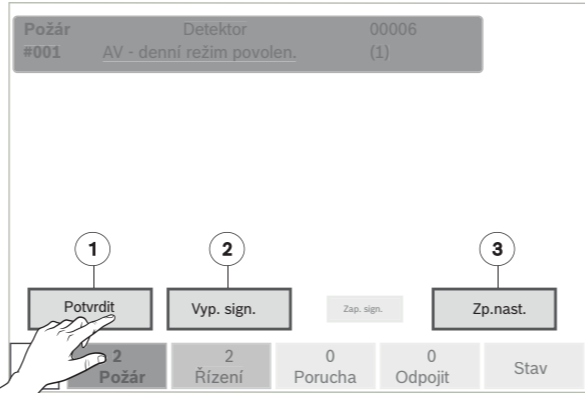 Požár Detektor 00006
#001 AV - denní režim povolen. (1)
1 2 3
Potvrdit Vyp. sign. Zap. sign. Zp.nast.
2 2 0 0
Požár Řízení Porucha Odpojit Stav